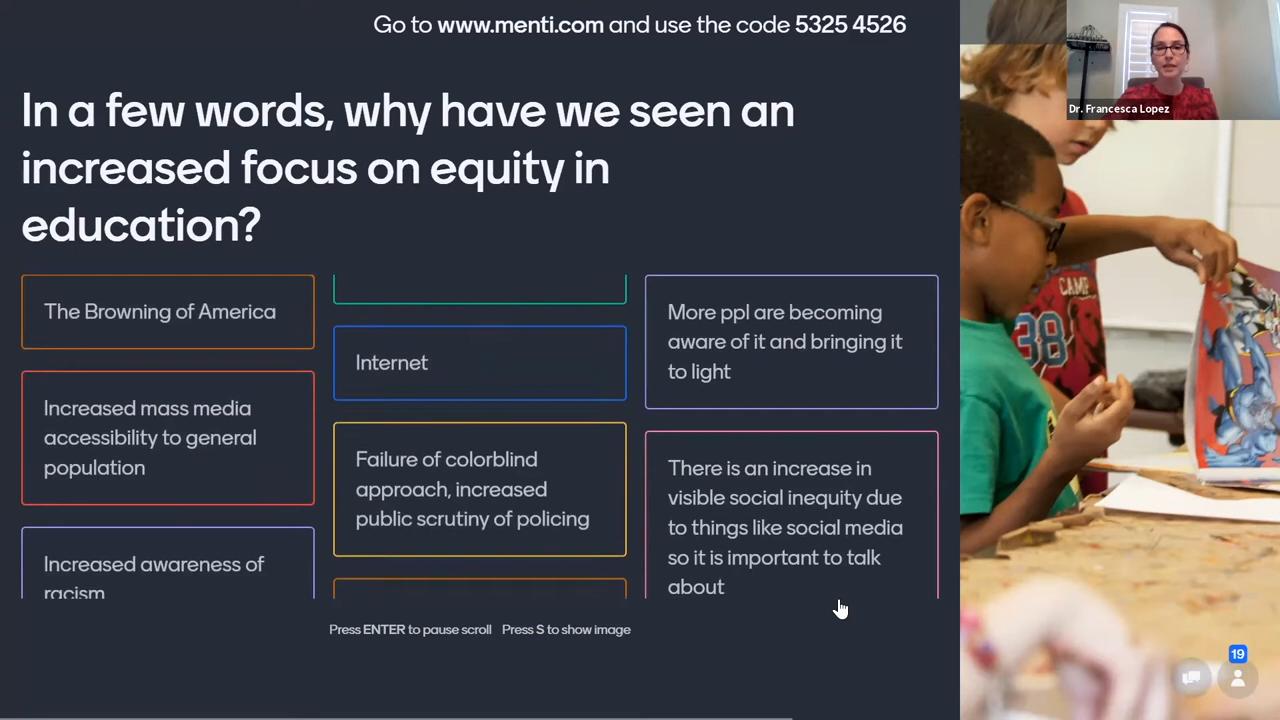 Go to www.menti.com and use the code 5325 4526
Dr. Francesca Lopez
In a few words, why have we seen an
increased focus on equity in
education?
The Browning of America
Increased mass media
accessibility to general
population
Increased awareness of
racism
Internet
Failure of colorblind
approach, increased
public scrutiny of policing
More ppl are becoming
aware of it and bringing it
to light
There is an increase in
visible social inequity due
to things like social media
so it is important to talk
about
CAMP
38
Press ENTER to pause scroll Press S to show image
19